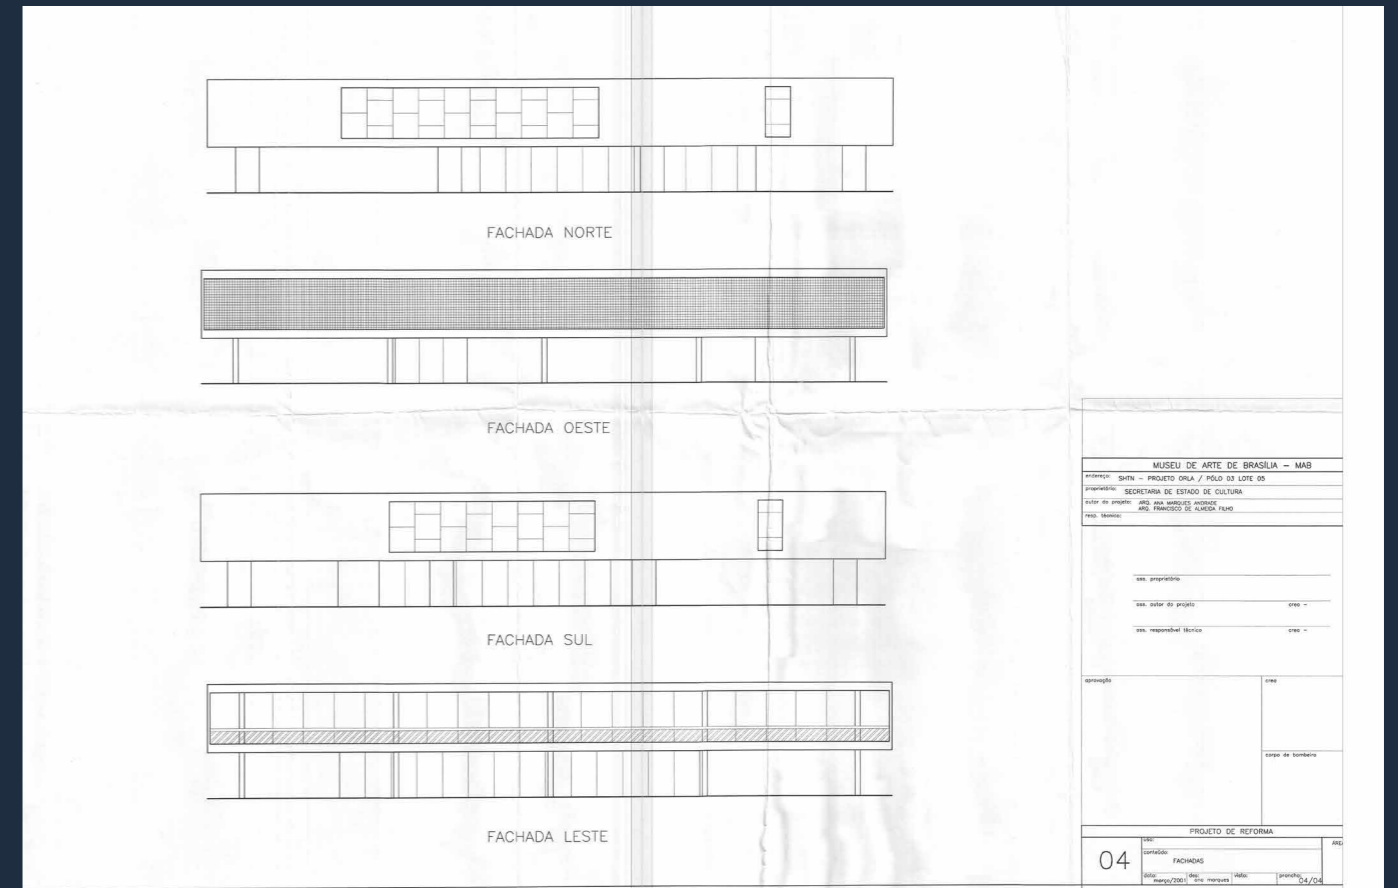 FACHADA NORTE
FACHADA OESTE
FACHADA SUL
FACHADA LESTE
MUSEU DE ARTE DE BRASÍLIA – MAB
endereço: SHTN – PROJETO ORLA / PÓLO 03 LOTE 05
proprietário: SECRETARIA DE ESTADO DE CULTURA
autor do projeto: ARQ. ANA MARQUES ANDRADE
ARQ. FRANCISCO DE ALMEIDA FILHO
resp. técnico:
ass. proprietário
ass. autor do projeto crea –
ass. responsável técnico crea –
aprovação
crea
corpo de bombeiro
PROJETO DE REFORMA
04
uso:
ARE
conteúdo:
FACHADAS
data: março/2001
des: ana marques
visto:
prancha: 04/04